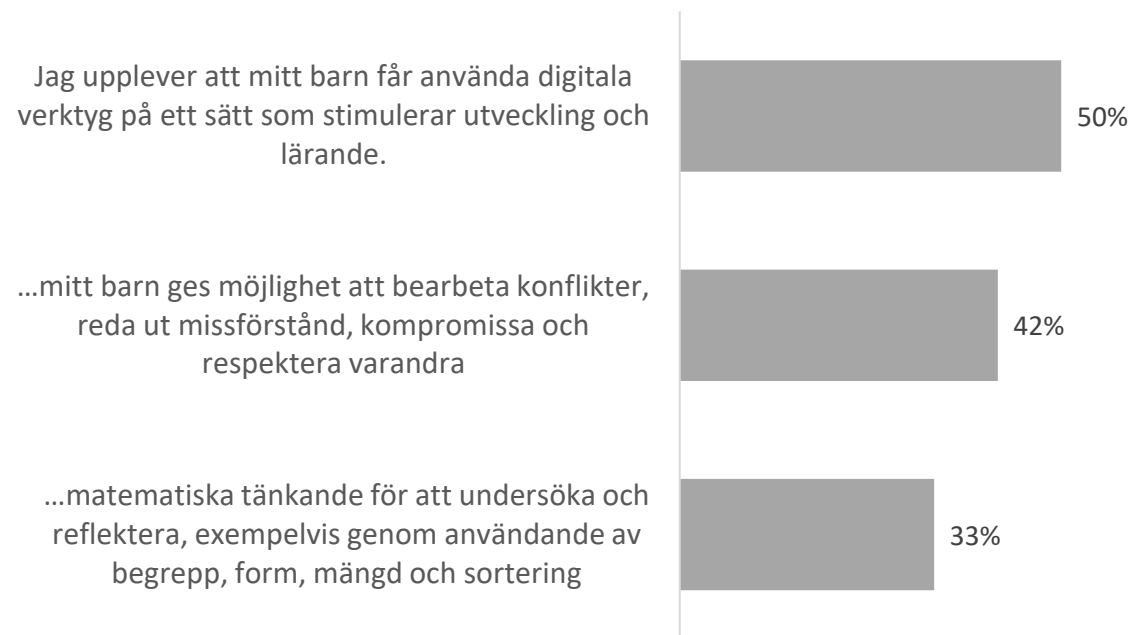 Jag upplever att mitt barn får använda digitala
verktyg på ett sätt som stimulerar utveckling och
lärande.
50%
…mitt barn ges möjlighet att bearbeta konflikter,
reda ut missförstånd, kompromissa och
respektera varandra
42%
…matematiska tänkande för att undersöka och
reflektera, exempelvis genom användande av
begrepp, form, mängd och sortering
33%